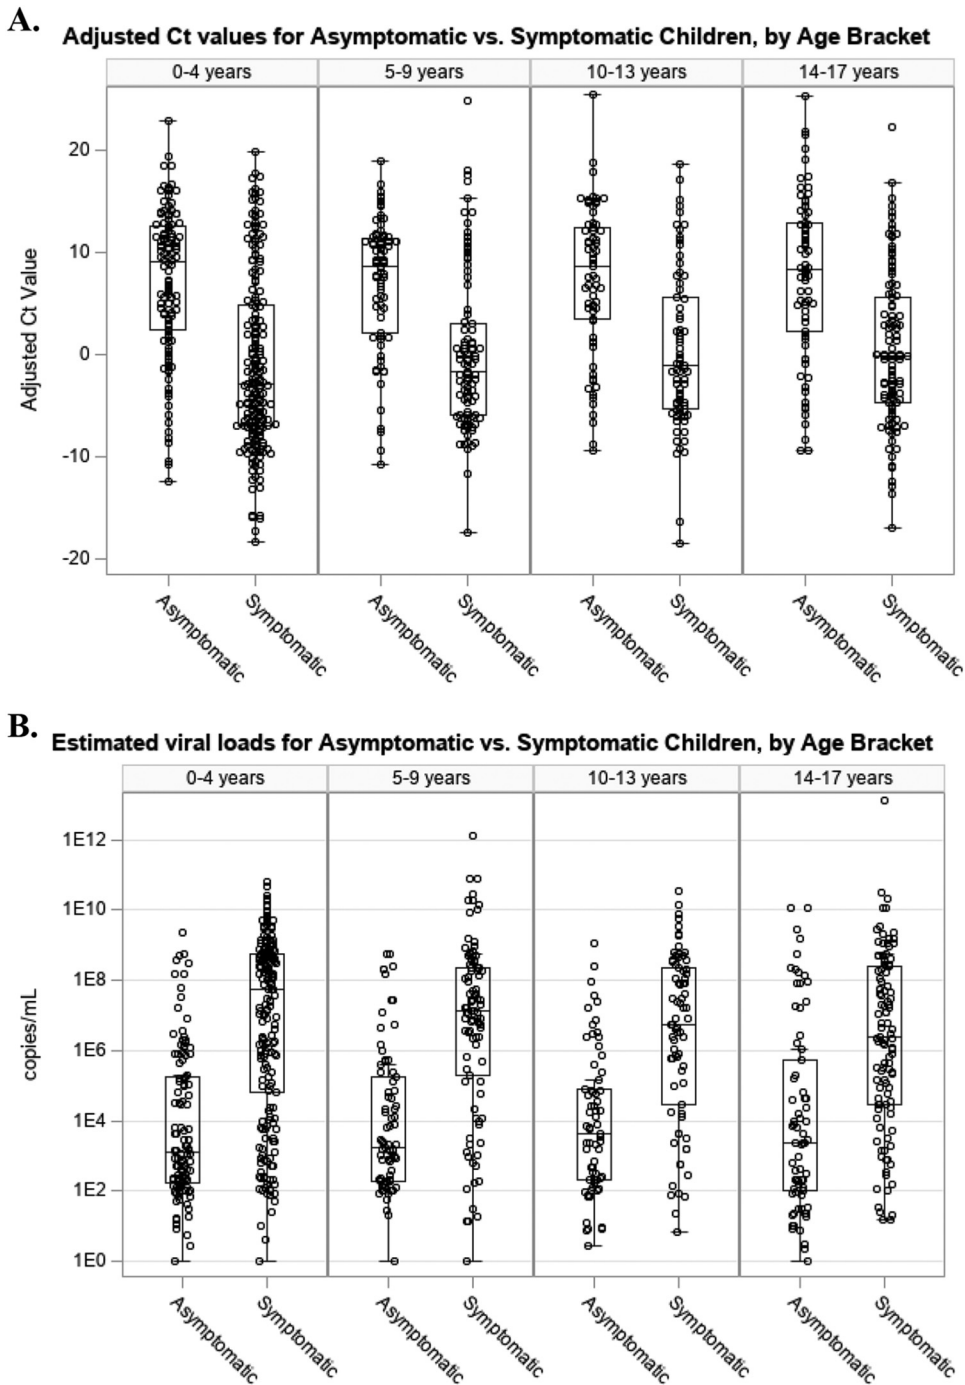 A.
Adjusted Ct values for Asymptomatic vs. Symptomatic Children, by Age Bracket
0-4 years 5-9 years 10-13 years 14-17 years
Adjusted Ct Value
20
10
0
-10
-20
Asymptomatic Symptomatic Asymptomatic Symptomatic Asymptomatic Symptomatic Asymptomatic Symptomatic
B.
Estimated viral loads for Asymptomatic vs. Symptomatic Children, by Age Bracket
0-4 years 5-9 years 10-13 years 14-17 years
copies/mL
1E12
1E10
1E8
1E6
1E4
1E2
1E0
Asymptomatic Symptomatic Asymptomatic Symptomatic Asymptomatic Symptomatic Asymptomatic Symptomatic